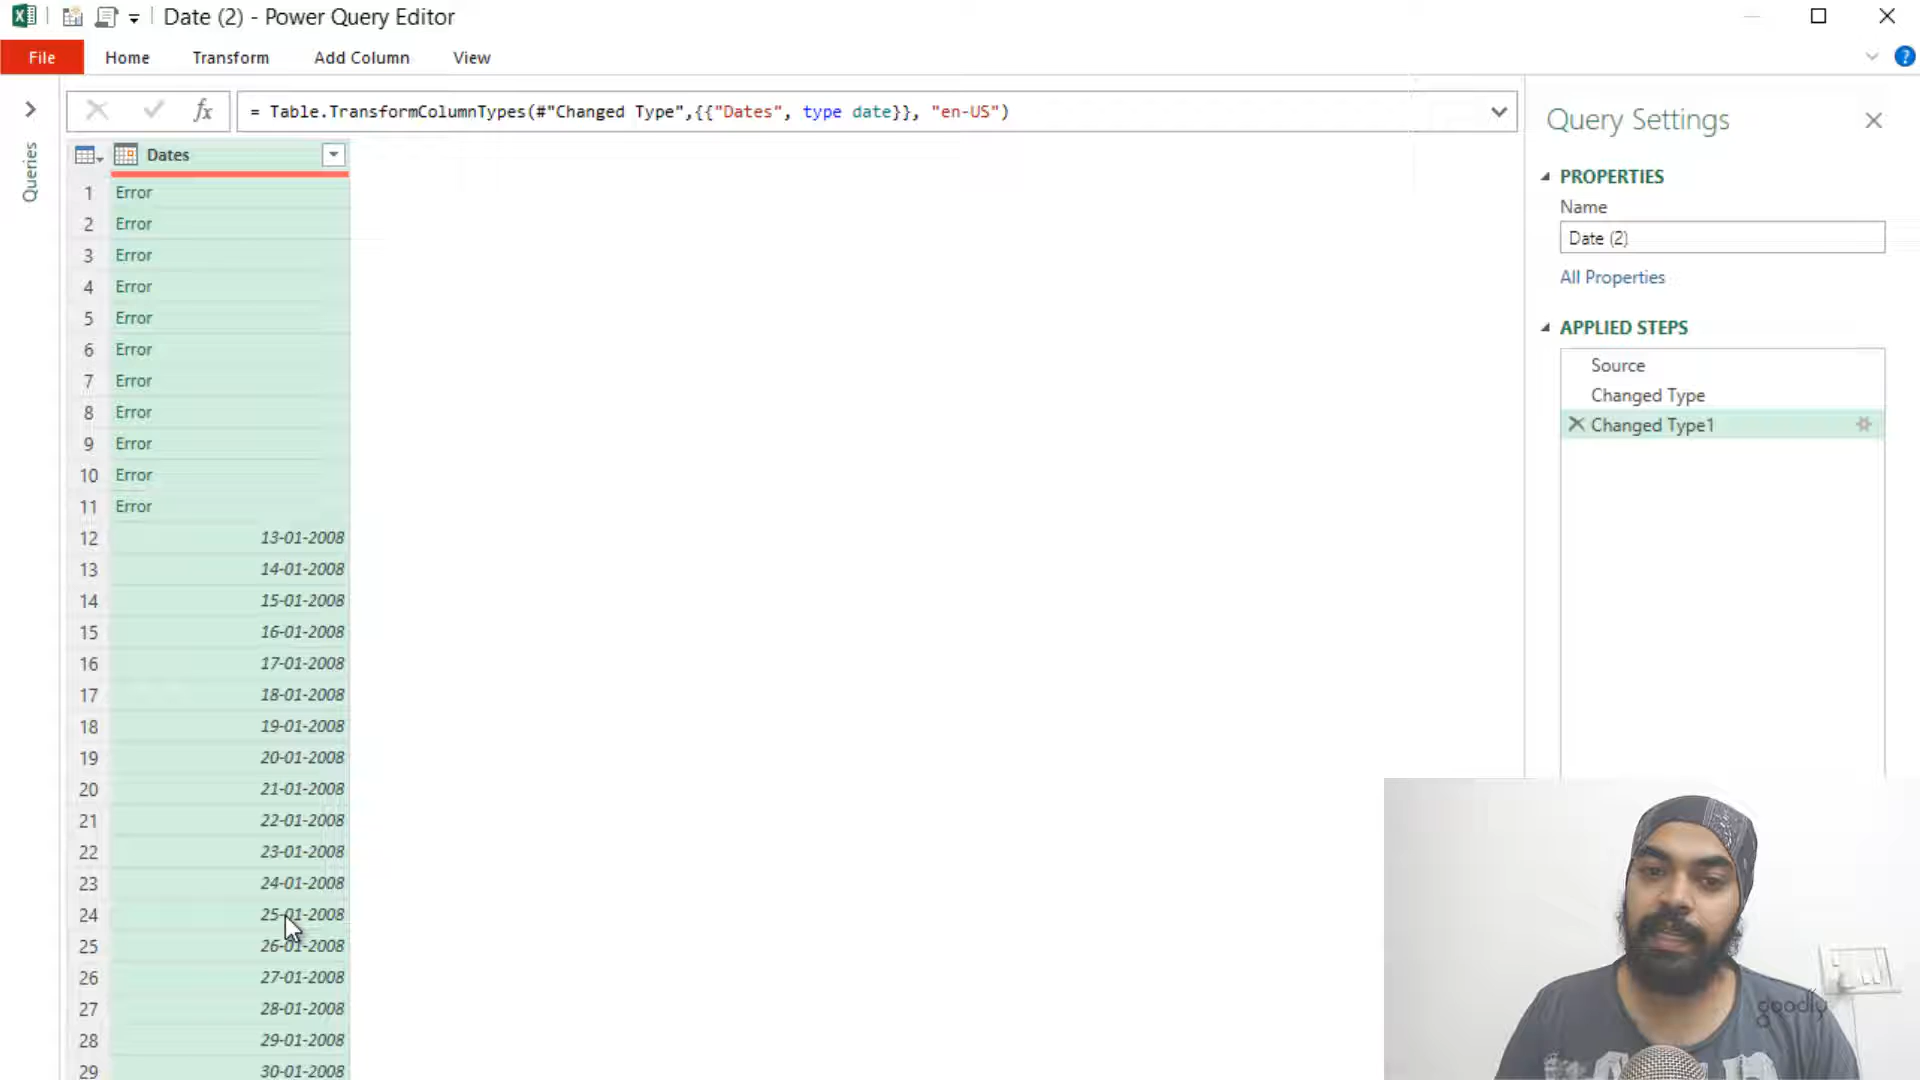 Date (2) - Power Query Editor
File Home Transform Add Column View
= Table.TransformColumnTypes(#"Changed Type",{{"Dates", type date}}, "en-US")
Queries
Dates
1 Error
2 Error
3 Error
4 Error
5 Error
6 Error
7 Error
8 Error
9 Error
10 Error
11 Error
12 13-01-2008
13 14-01-2008
14 15-01-2008
15 16-01-2008
16 17-01-2008
17 18-01-2008
18 19-01-2008
19 20-01-2008
20 21-01-2008
21 22-01-2008
22 23-01-2008
23 24-01-2008
24 25-01-2008
25 26-01-2008
26 27-01-2008
27 28-01-2008
28 29-01-2008
29 30-01-2008
Query Settings
PROPERTIES
Name
Date (2)
All Properties
APPLIED STEPS
Source
Changed Type
Changed Type1
goodly